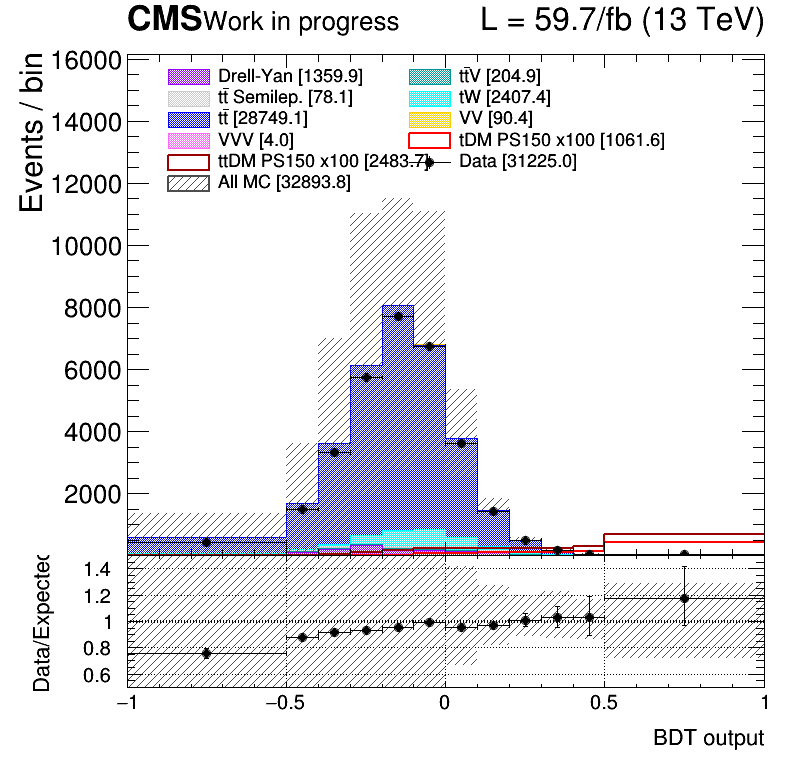 CMS Work in progress L = 59.7/fb (13 TeV)
Events / bin
16000
14000
12000
10000
8000
6000
4000
2000
Drell-Yan [1359.9] tt̄V [204.9]
tt̄ Semilep. [78.1] tW [2407.4]
tt̄ [28749.1] VV [90.4]
VVV [4.0] tDM PS150 x100 [1061.6]
ttDM PS150 x100 [2483.7] Data [31225.0]
All MC [32893.8]
Data/Expected
1.4
1.2
1
0.8
0.6
−1 −0.5 0 0.5 1
BDT output